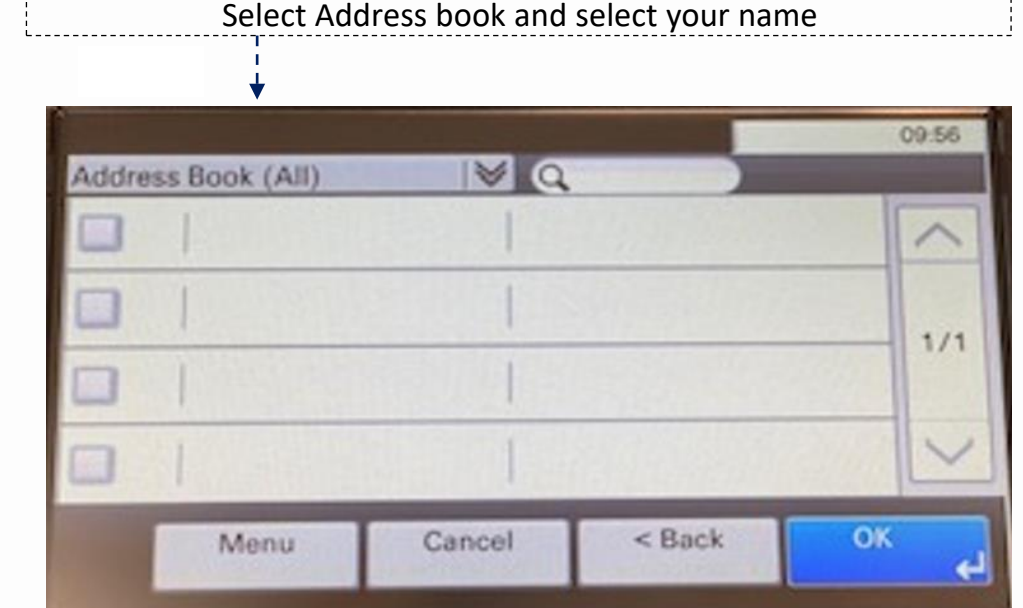 Select Address book and select your name
09:56
Address Book (All)
1/1
Menu
Cancel
< Back
OK